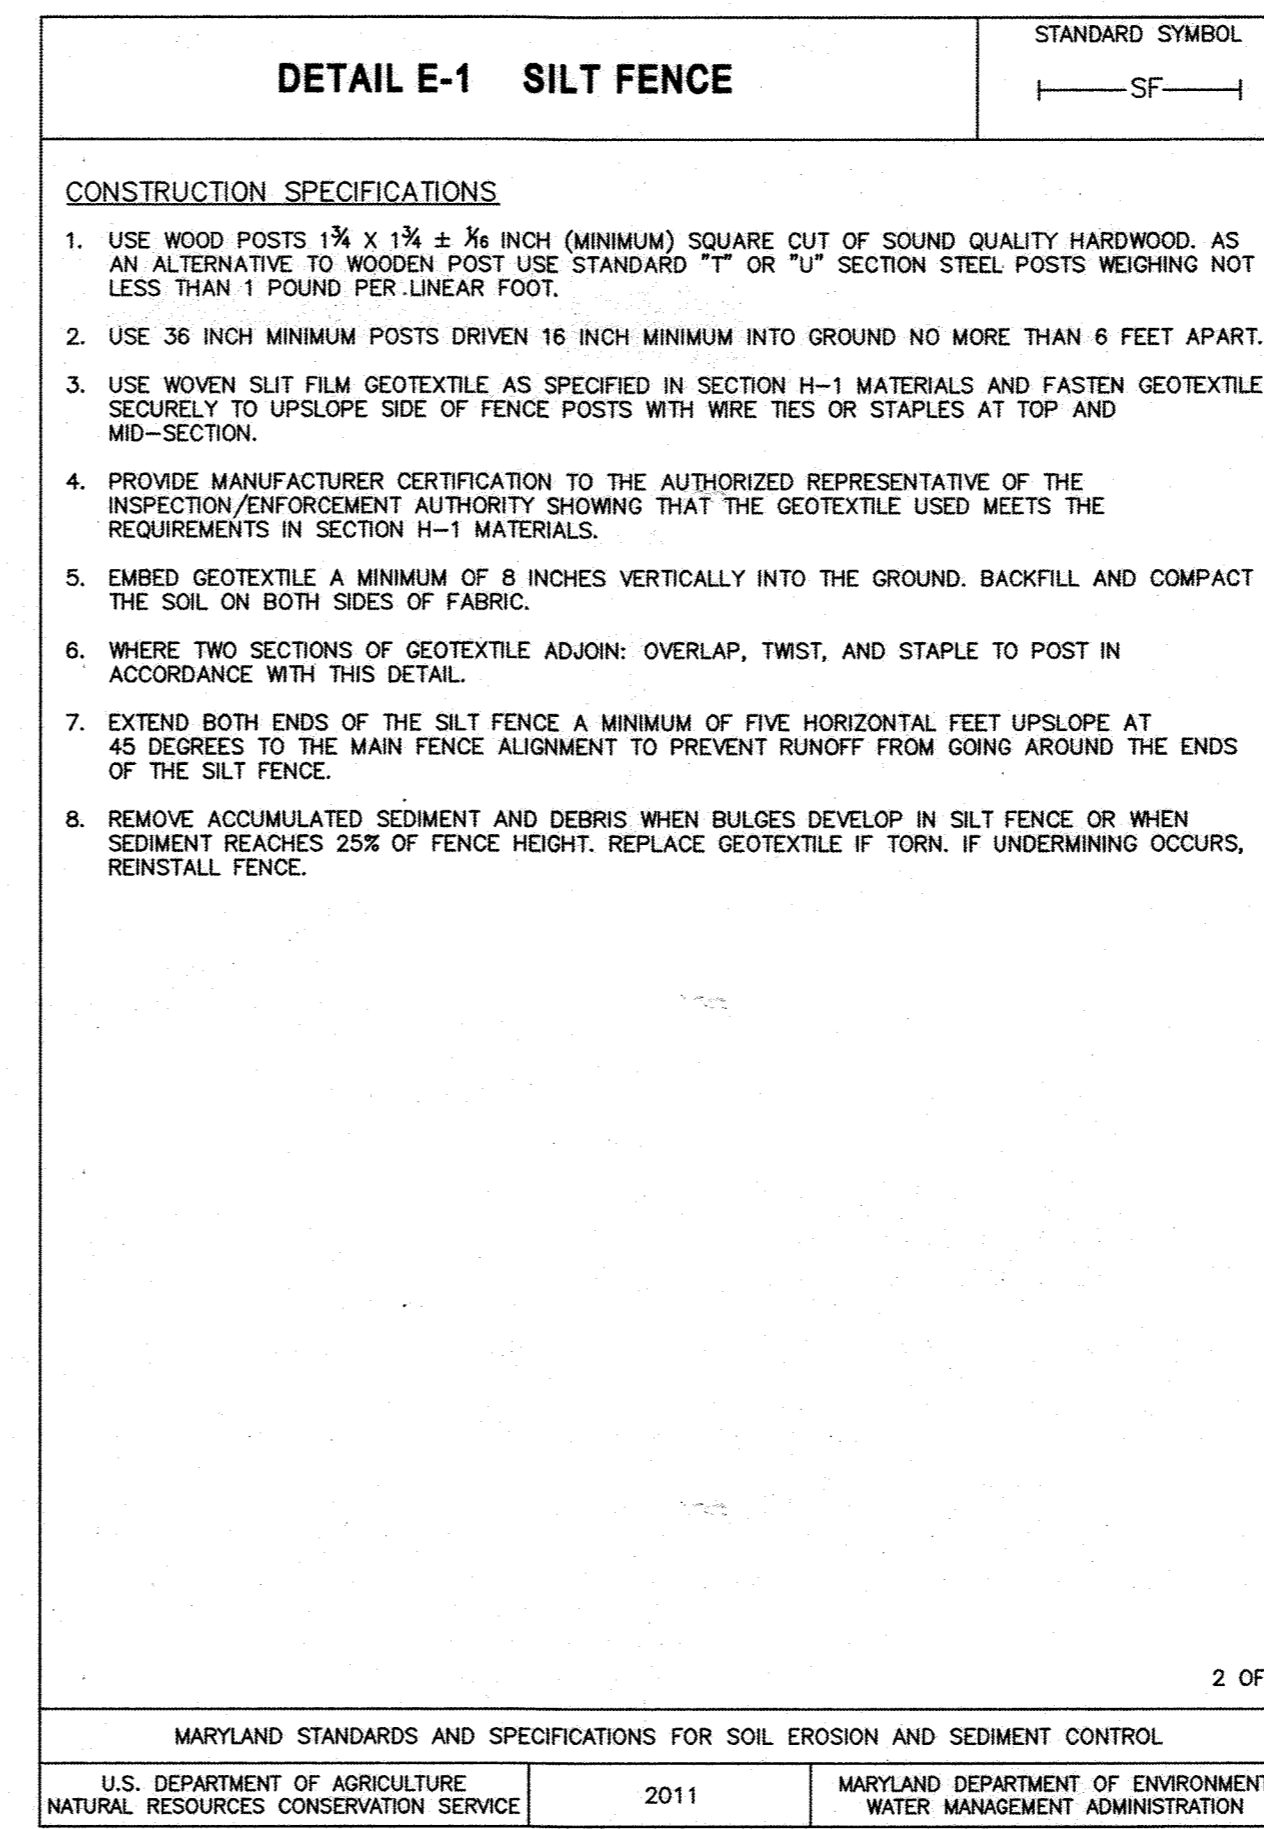 DETAIL E-1 SILT FENCE
STANDARD SYMBOL
SF
CONSTRUCTION SPECIFICATIONS
1. USE WOOD POSTS 1¾ X 1¾ ± 1/16 INCH (MINIMUM) SQUARE CUT OF SOUND QUALITY HARDWOOD. AS
AN ALTERNATIVE TO WOODEN POST USE STANDARD "T" OR "U" SECTION STEEL POSTS WEIGHING NOT
LESS THAN 1 POUND PER LINEAR FOOT.
2. USE 36 INCH MINIMUM POSTS DRIVEN 16 INCH MINIMUM INTO GROUND NO MORE THAN 6 FEET APART.
3. USE WOVEN SLIT FILM GEOTEXTILE AS SPECIFIED IN SECTION H-1 MATERIALS AND FASTEN GEOTEXTILE
SECURELY TO UPSLOPE SIDE OF FENCE POSTS WITH WIRE TIES OR STAPLES AT TOP AND
MID-SECTION.
4. PROVIDE MANUFACTURER CERTIFICATION TO THE AUTHORIZED REPRESENTATIVE OF THE
INSPECTION/ENFORCEMENT AUTHORITY SHOWING THAT THE GEOTEXTILE USED MEETS THE
REQUIREMENTS IN SECTION H-1 MATERIALS.
5. EMBED GEOTEXTILE A MINIMUM OF 8 INCHES VERTICALLY INTO THE GROUND. BACKFILL AND COMPACT
THE SOIL ON BOTH SIDES OF FABRIC.
6. WHERE TWO SECTIONS OF GEOTEXTILE ADJOIN: OVERLAP, TWIST, AND STAPLE TO POST IN
ACCORDANCE WITH THIS DETAIL.
7. EXTEND BOTH ENDS OF THE SILT FENCE A MINIMUM OF FIVE HORIZONTAL FEET UPSLOPE AT
45 DEGREES TO THE MAIN FENCE ALIGNMENT TO PREVENT RUNOFF FROM GOING AROUND THE ENDS
OF THE SILT FENCE.
8. REMOVE ACCUMULATED SEDIMENT AND DEBRIS WHEN BULGES DEVELOP IN SILT FENCE OR WHEN
SEDIMENT REACHES 25% OF FENCE HEIGHT. REPLACE GEOTEXTILE IF TORN. IF UNDERMINING OCCURS,
REINSTALL FENCE.
2 OF
MARYLAND STANDARDS AND SPECIFICATIONS FOR SOIL EROSION AND SEDIMENT CONTROL
U.S. DEPARTMENT OF AGRICULTURE
NATURAL RESOURCES CONSERVATION SERVICE
2011
MARYLAND DEPARTMENT OF ENVIRONMENT
WATER MANAGEMENT ADMINISTRATION